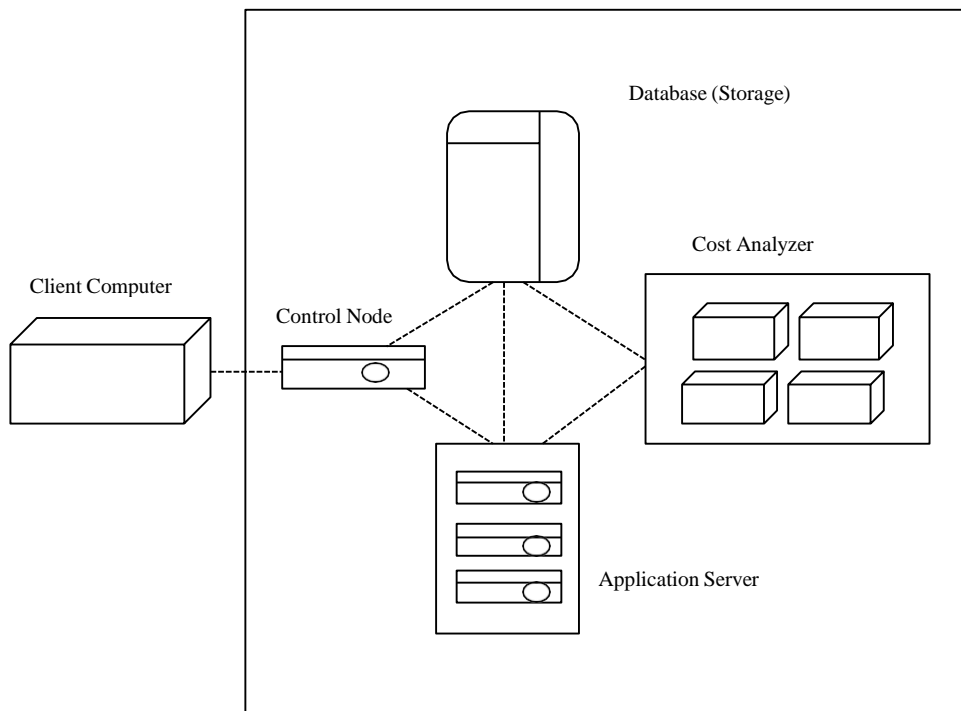 Database (Storage)
Cost Analyzer
Client Computer
Control Node
Application Server